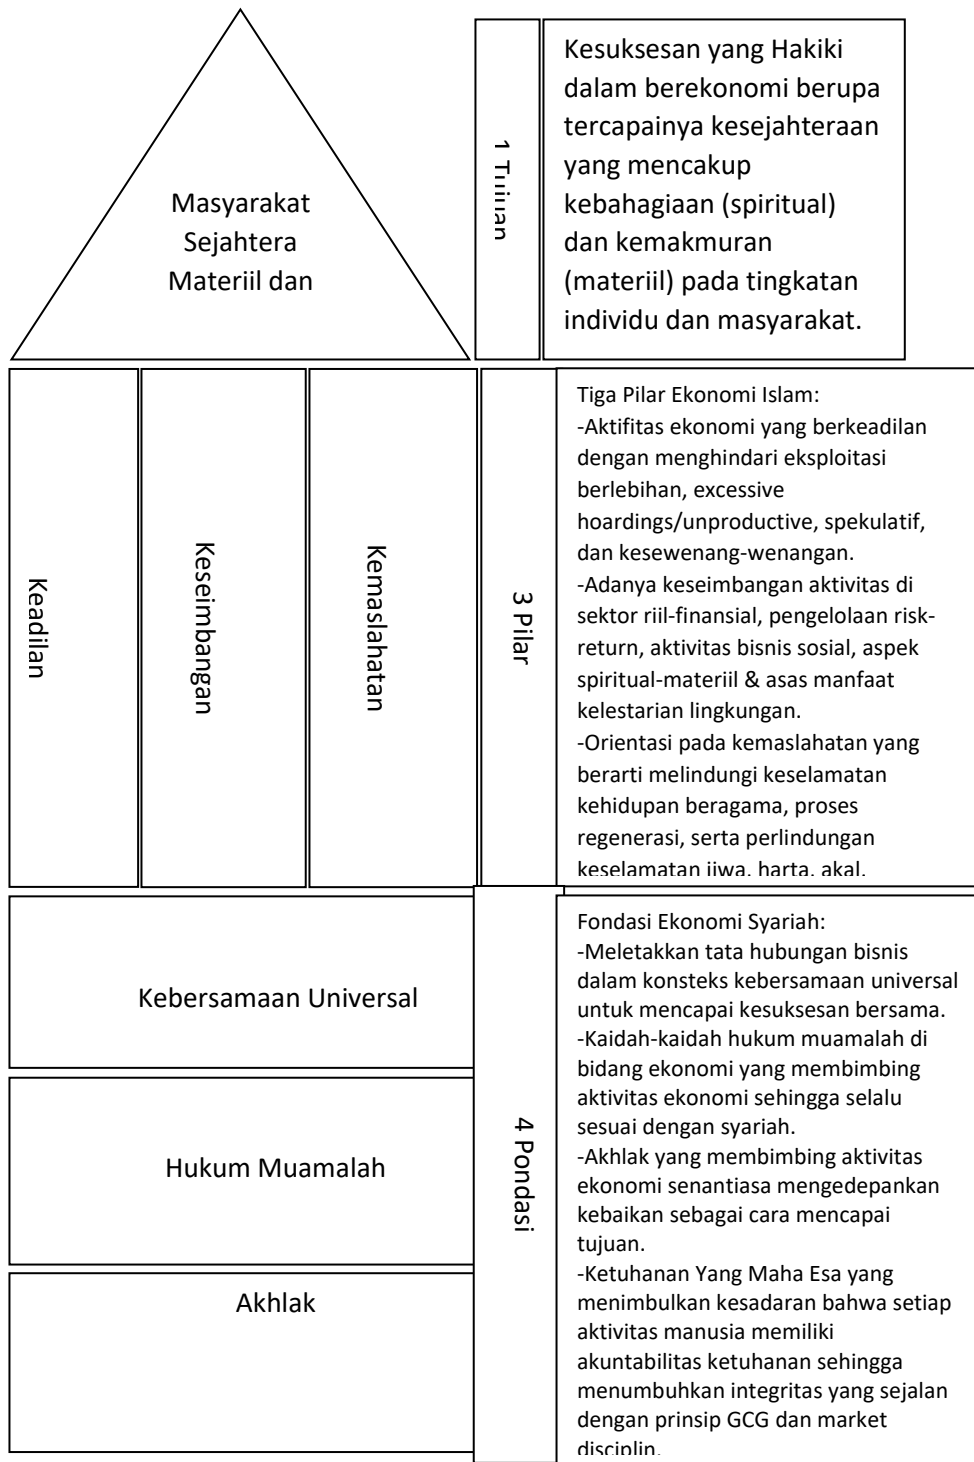 Masyarakat
Sejahtera
Materiil dan
1 Tujuan
Kesuksesan yang Hakiki
dalam berekonomi berupa
tercapainya kesejahteraan
yang mencakup
kebahagiaan (spiritual)
dan kemakmuran
(materiil) pada tingkatan
individu dan masyarakat.
Keadilan
Keseimbangan
Kemaslahatan
3 Pilar
Tiga Pilar Ekonomi Islam:
-Aktifitas ekonomi yang berkeadilan
dengan menghindari eksploitasi
berlebihan, excessive
hoardings/unproductive, spekulatif,
dan kesewenang-wenangan.
-Adanya keseimbangan aktivitas di
sektor riil-finansial, pengelolaan risk-
return, aktivitas bisnis sosial, aspek
spiritual-materiil & asas manfaat
kelestarian lingkungan.
-Orientasi pada kemaslahatan yang
berarti melindungi keselamatan
kehidupan beragama, proses
regenerasi, serta perlindungan
keselamatan jiwa, harta, akal.
Kebersamaan Universal
Hukum Muamalah
Akhlak
4 Pondasi
Fondasi Ekonomi Syariah:
-Meletakkan tata hubungan bisnis
dalam konsteks kebersamaan universal
untuk mencapai kesuksesan bersama.
-Kaidah-kaidah hukum muamalah di
bidang ekonomi yang membimbing
aktivitas ekonomi sehingga selalu
sesuai dengan syariah.
-Akhlak yang membimbing aktivitas
ekonomi senantiasa mengedepankan
kebaikan sebagai cara mencapai
tujuan.
-Ketuhanan Yang Maha Esa yang
menimbulkan kesadaran bahwa setiap
aktivitas manusia memiliki
akuntabilitas ketuhanan sehingga
menumbuhkan integritas yang sejalan
dengan prinsip GCG dan market
disciplin.